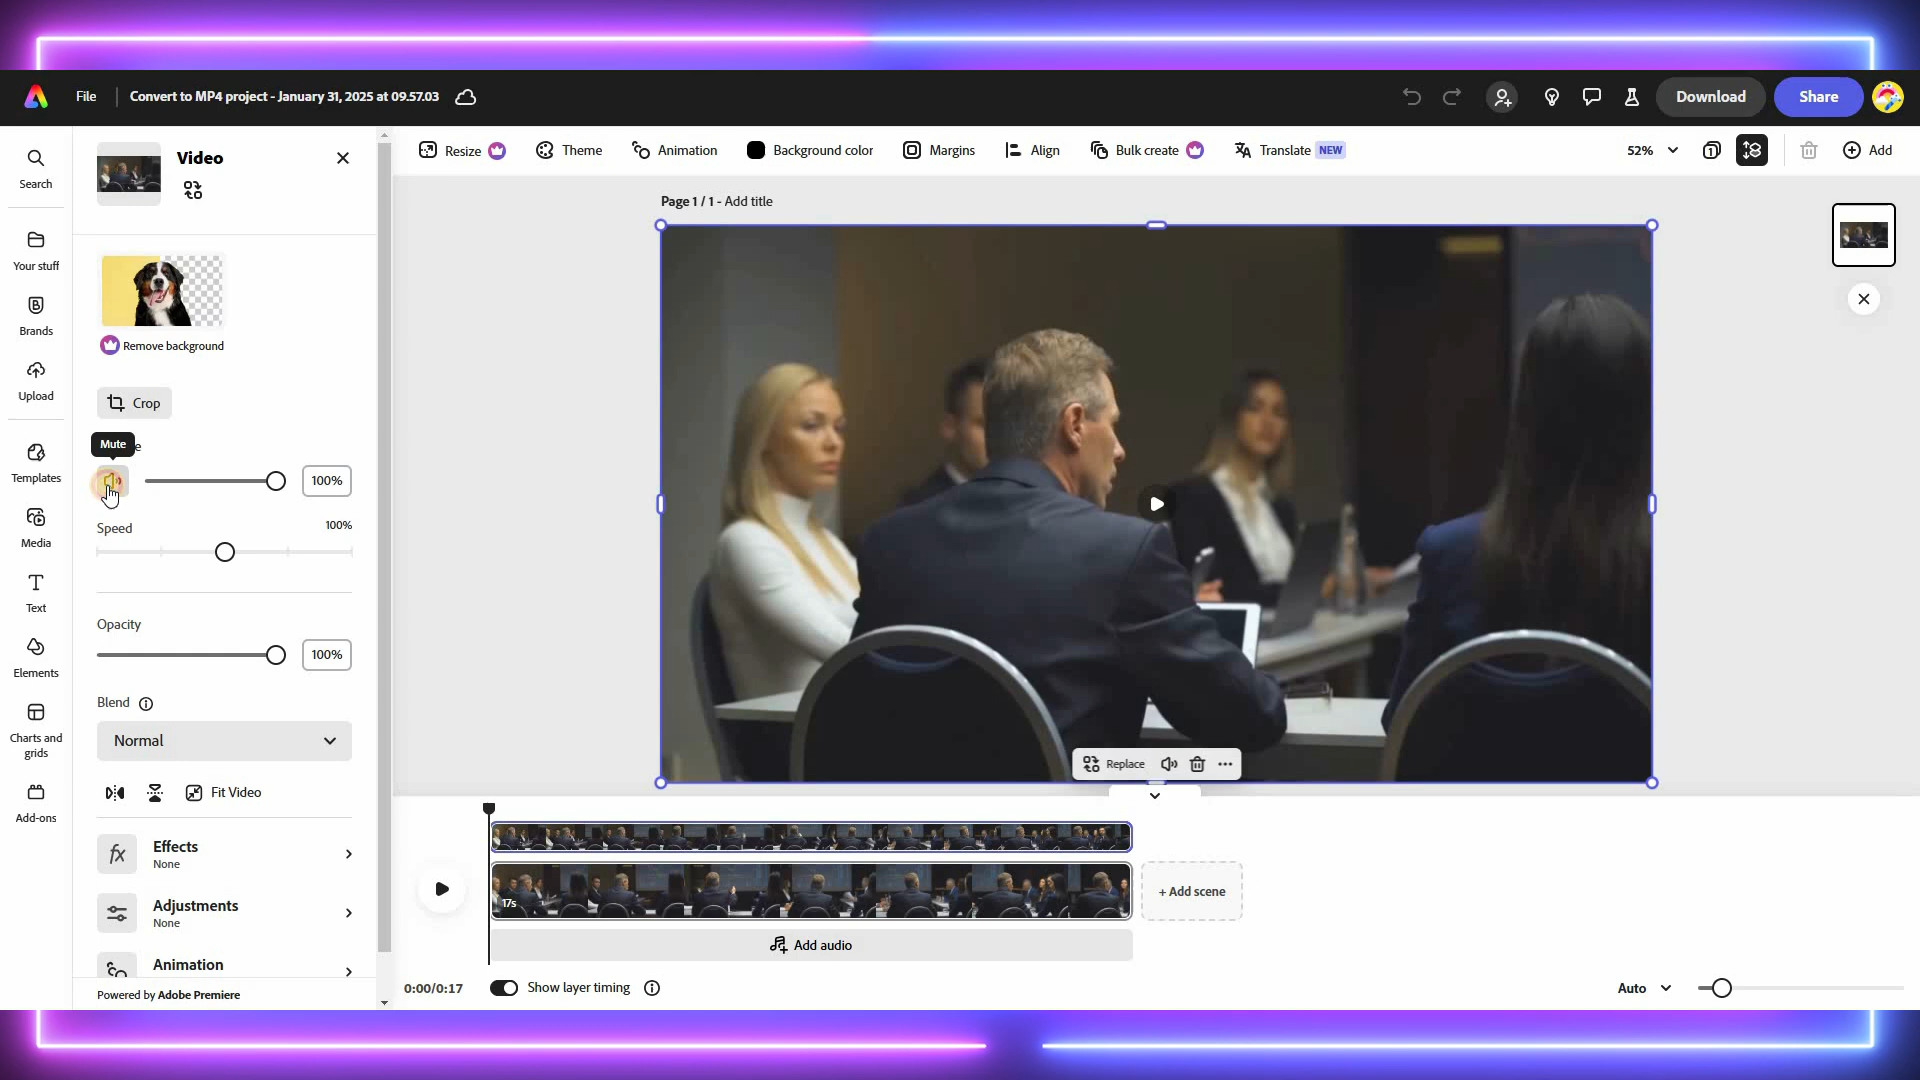 File
Convert to MP4 project - January 31, 2025 at 09.57.03
Download
Share
Search
Your stuff
Brands
Upload
Templates
Media
Text
Elements
Charts and
grids
Add-ons
Video
Remove background
Crop
Mute
e
100%
Speed
100%
Opacity
100%
Blend
Normal
Fit Video
Effects
None
Adjustments
None
Animation
Powered by Adobe Premiere
Resize
Theme
Animation
Background color
Margins
Align
Bulk create
Translate NEW
52%
1
Add
Page 1 / 1 - Add title
Replace
17s
+ Add scene
Add audio
0:00/0:17
Show layer timing
Auto